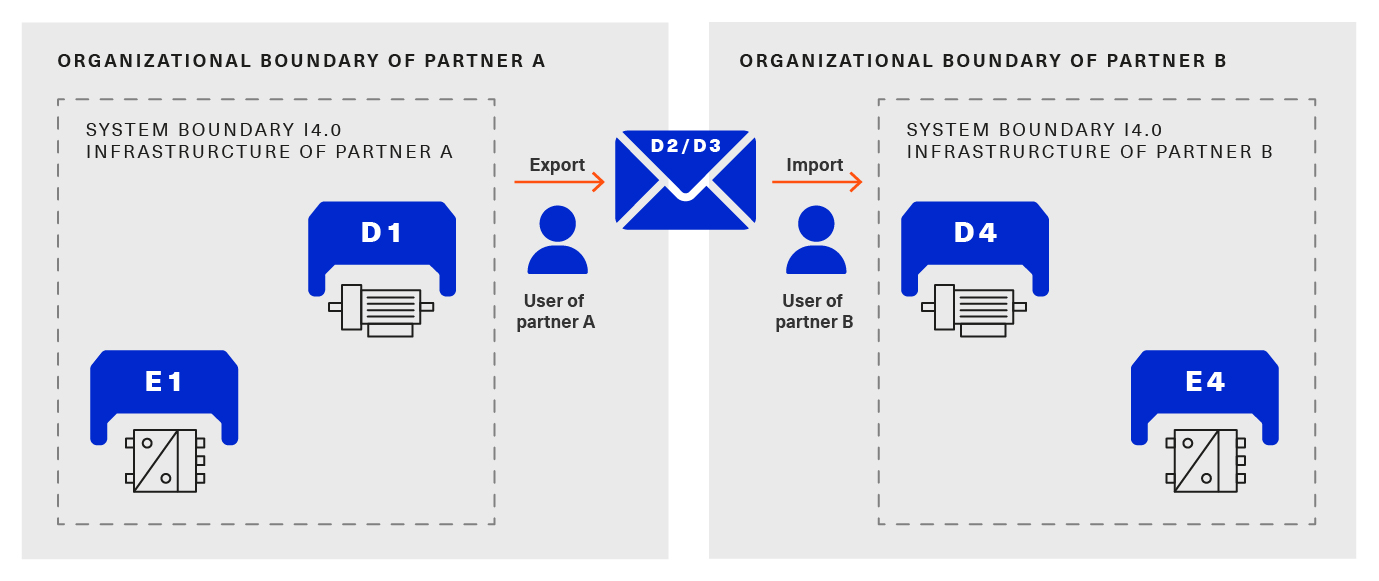 ORGANIZATIONAL BOUNDARY OF PARTNER A
SYSTEM BOUNDARY I4.0
INFRASTRURCTURE OF PARTNER A
D1
E1
Export
User of
partner A
D2/D3
ORGANIZATIONAL BOUNDARY OF PARTNER B
Import
User of
partner B
SYSTEM BOUNDARY I4.0
INFRASTRURCTURE OF PARTNER B
D4
E4